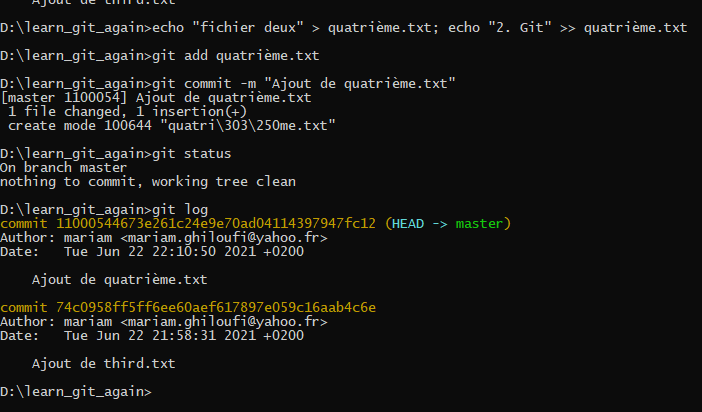 Ajout de third.txt
D:\learn_git_again>echo "fichier deux" > quatrième.txt; echo "2. Git" >> quatrième.txt
D:\learn_git_again>git add quatrième.txt
D:\learn_git_again>git commit -m "Ajout de quatrième.txt"
[master 1100054] Ajout de quatrième.txt
1 file changed, 1 insertion(+)
create mode 100644 "quatri\303\250me.txt"
D:\learn_git_again>git status
On branch master
nothing to commit, working tree clean
D:\learn_git_again>git log
commit 11000544673e261c24e9e70ad04114397947fc12 (HEAD -> master)
Author: mariam <mariam.ghiloufi@yahoo.fr>
Date:   Tue Jun 22 22:10:50 2021 +0200
Ajout de quatrième.txt
commit 74c0958ff5ff6ee60aef617897e059c16aab4c6e
Author: mariam <mariam.ghiloufi@yahoo.fr>
Date:   Tue Jun 22 21:58:31 2021 +0200
Ajout de third.txt
D:\learn_git_again>